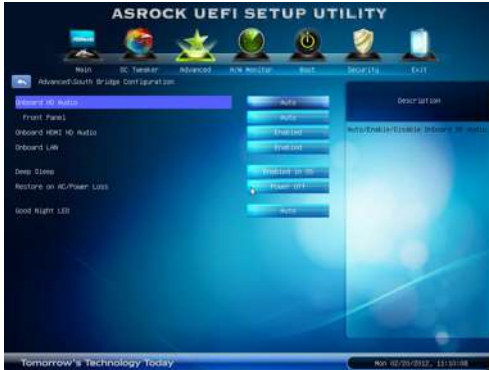 ASROCK UEFI SETUP UTILITY
Main OC Tweaker Advanced H/W Monitor Boot Security Exit
Advanced\South Bridge Configuration
Onboard HD Audio Auto
Front Panel Auto
Onboard HDMI HD Audio Enabled
Onboard LAN Enabled
Deep Sleep Enabled in S5
Restore on AC/Power Loss Power Off
Good Night LED Auto
Description
Auto/Enable/Disable Onboard HD Audio
Tomorrow's Technology Today
Mon